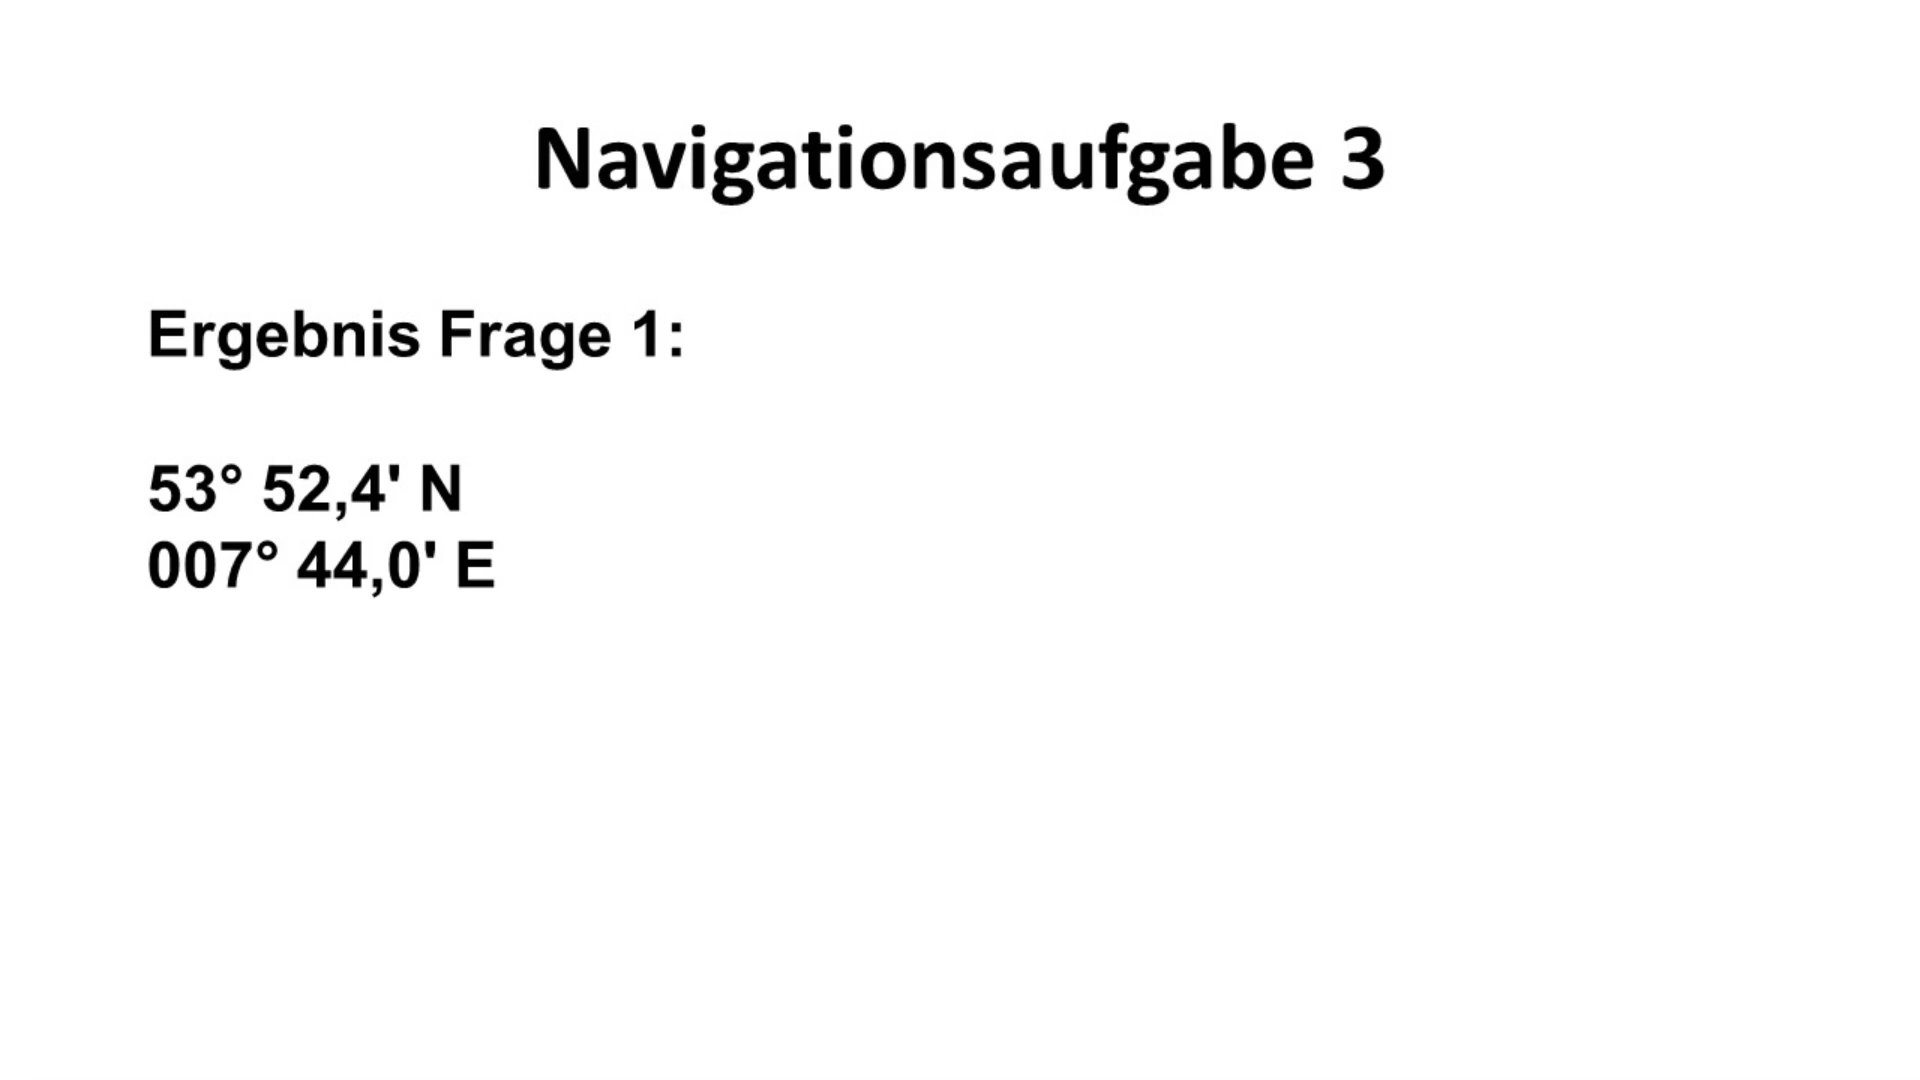 Navigationsaufgabe 3
Ergebnis Frage 1:
53° 52,4' N
007° 44,0' E